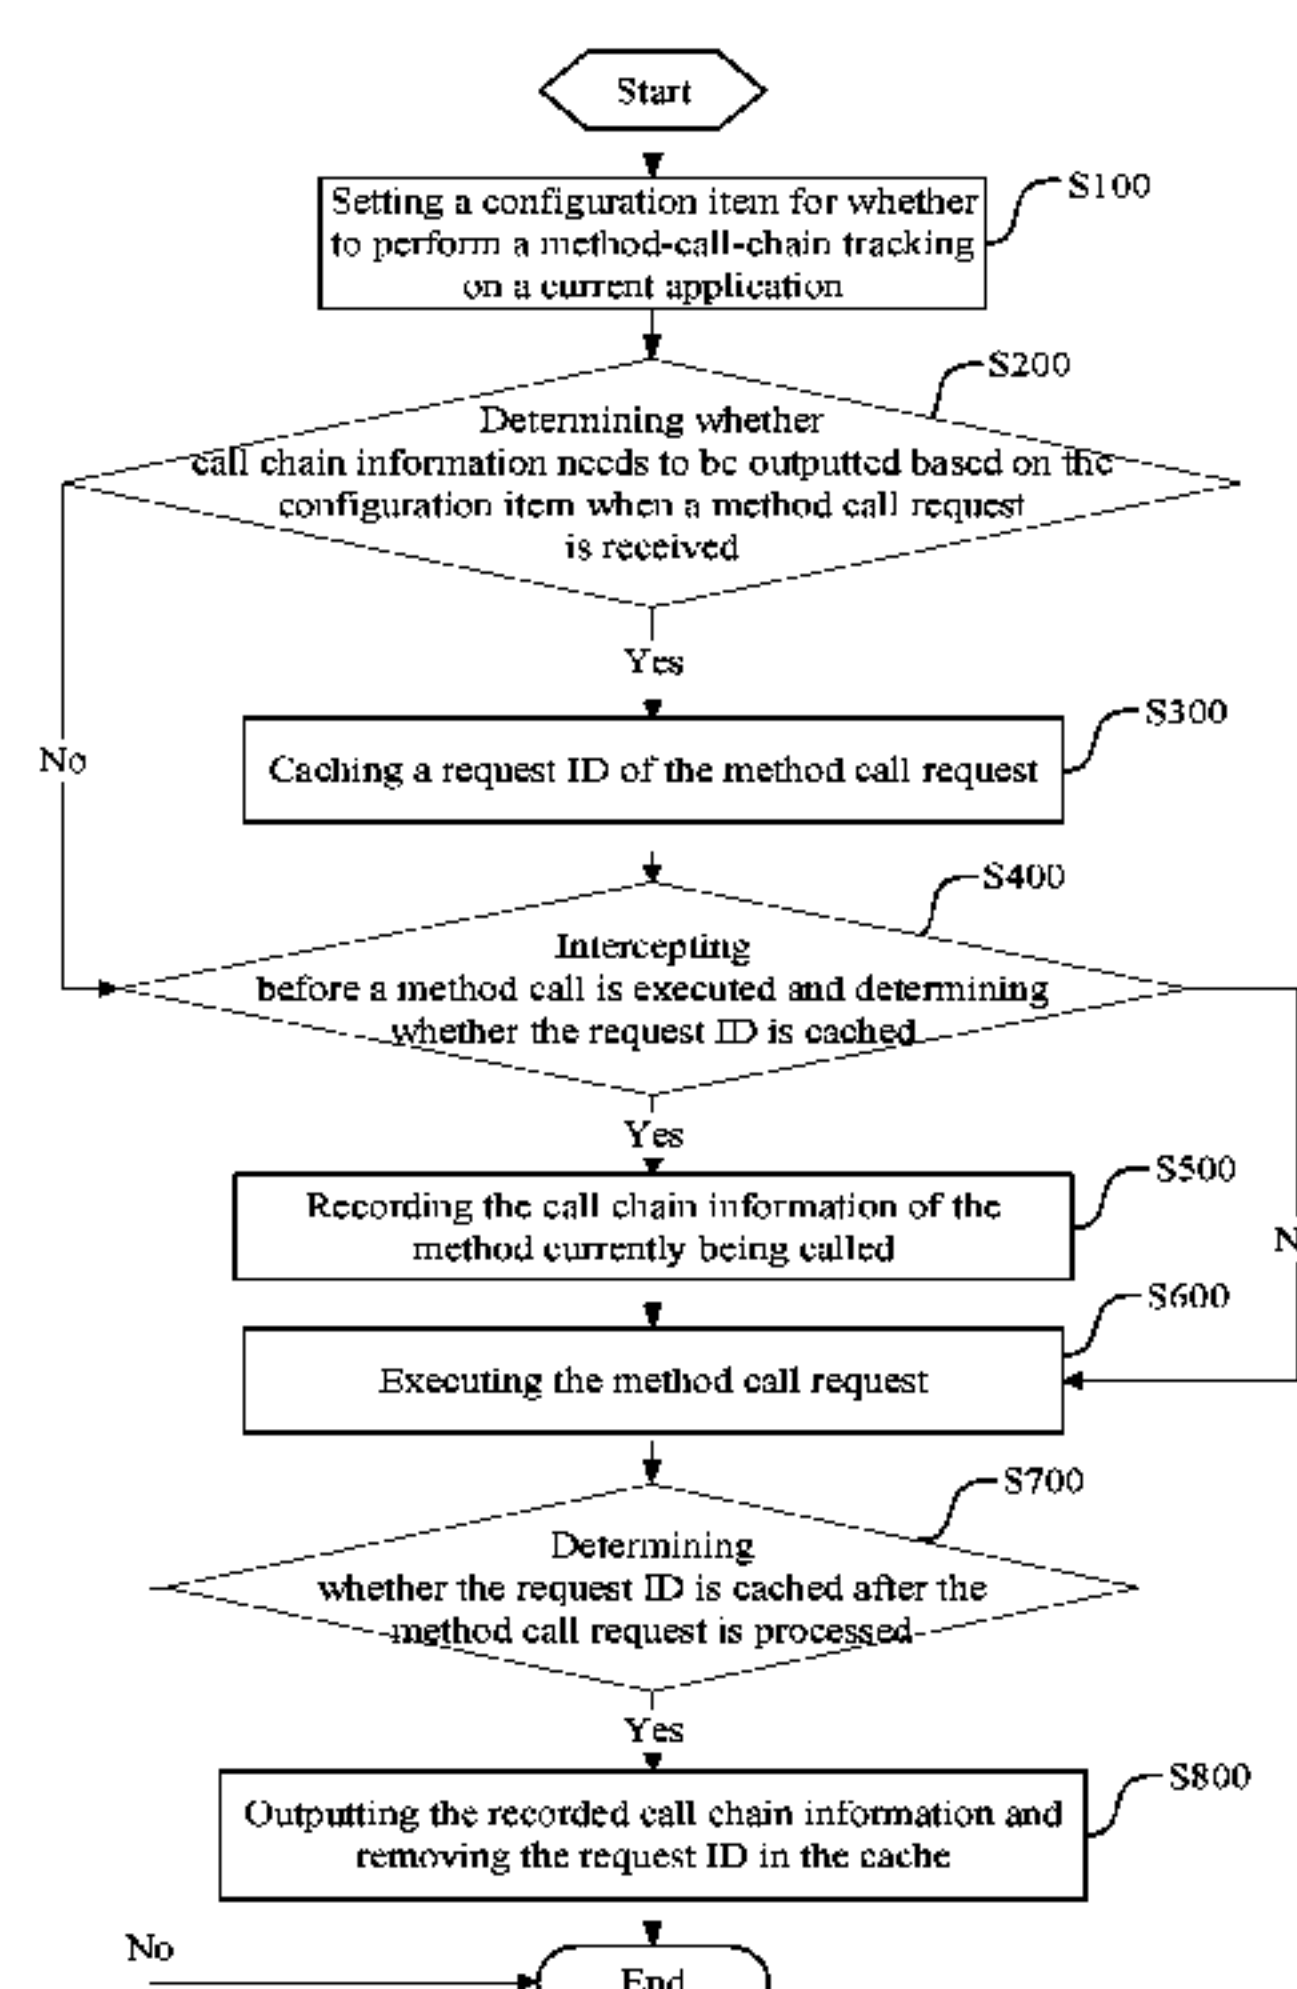 Start
S100
Setting a configuration item for whether
to perform a method-call-chain tracking
on a current application
S200
Determining whether
call chain information needs to be outputted based on the
configuration item when a method call request
is received
Yes
S300
No
Caching a request ID of the method call request
S400
Intercepting
before a method call is executed and determining
whether the request ID is cached
Yes
S500
Recording the call chain information of the
method currently being called
N
S600
Executing the method call request
S700
Determining
whether the request ID is cached after the
method call request is processed
Yes
S800
Outputting the recorded call chain information and
removing the request ID in the cache
No
End